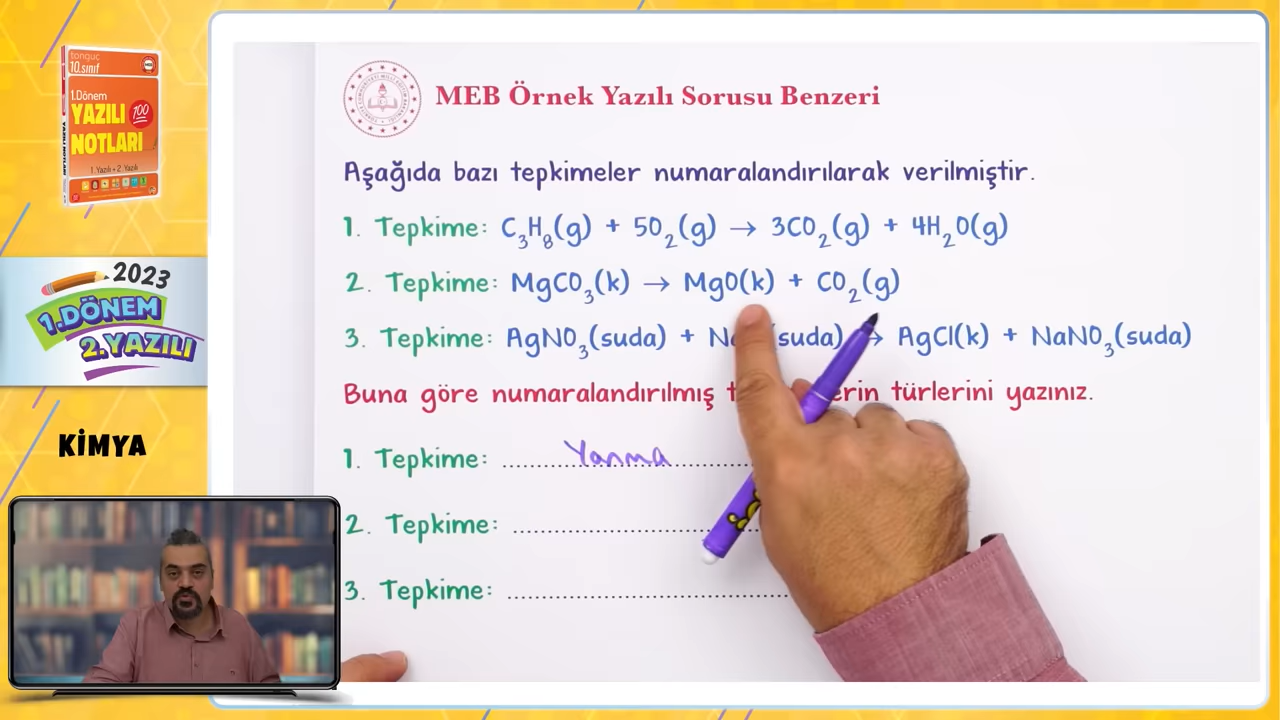 tonguç
10.sınıf
1.Dönem
YAZILI
100
NOTLARI
1. Yazılı + 2. Yazılı
YAZILI NOTLARI
2023
1.DÖNEM
2.YAZILI
KİMYA
MEB Örnek Yazılı Sorusu Benzeri
Aşağıda bazı tepkimeler numaralandırılarak verilmiştir.
1. Tepkime: C₃H₈(g) + 5O₂(g) → 3CO₂(g) + 4H₂O(g)
2. Tepkime: MgCO₃(k) → MgO(k) + CO₂(g)
3. Tepkime: AgNO₃(suda) + Na (suda) → AgCl(k) + NaNO₃(suda)
Buna göre numaralandırılmış türlerini yazınız.
1. Tepkime: Yanma
2. Tepkime:
3. Tepkime: